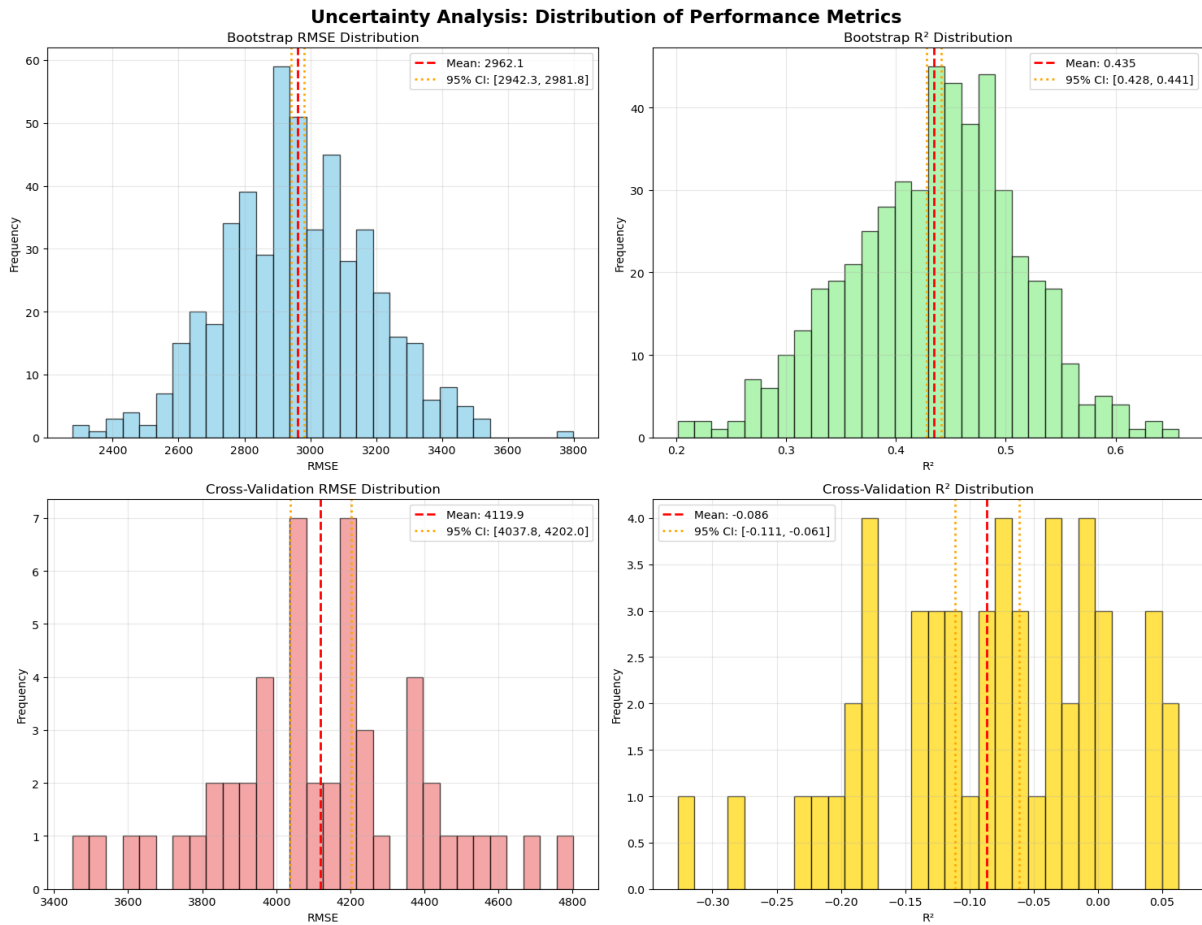 Uncertainty Analysis: Distribution of Performance Metrics
Bootstrap RMSE Distribution
Mean: 2962.1
95% CI: [2942.3, 2981.8]
Frequency
60
50
40
30
20
10
0
2400
2600
2800
3000
3200
3400
3600
3800
RMSE
Bootstrap R² Distribution
Mean: 0.435
95% CI: [0.428, 0.441]
Frequency
40
30
20
10
0
0.2
0.3
0.4
0.5
0.6
R²
Cross-Validation RMSE Distribution
Mean: 4119.9
95% CI: [4037.8, 4202.0]
Frequency
7
6
5
4
3
2
1
0
3400
3600
3800
4000
4200
4400
4600
4800
RMSE
Cross-Validation R² Distribution
Mean: -0.086
95% CI: [-0.111, -0.061]
Frequency
4.0
3.5
3.0
2.5
2.0
1.5
1.0
0.5
0.0
−0.30
−0.25
−0.20
−0.15
−0.10
−0.05
0.00
0.05
R²